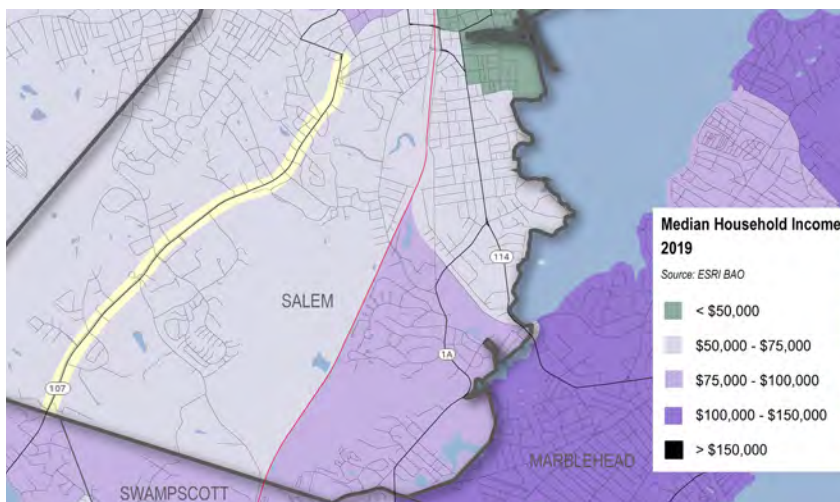 114
SALEM
1A
107
MARBLEHEAD
SWAMPSCOTT
Median Household Income
2019
Source: ESRI BAO
< $50,000
$50,000 - $75,000
$75,000 - $100,000
$100,000 - $150,000
> $150,000